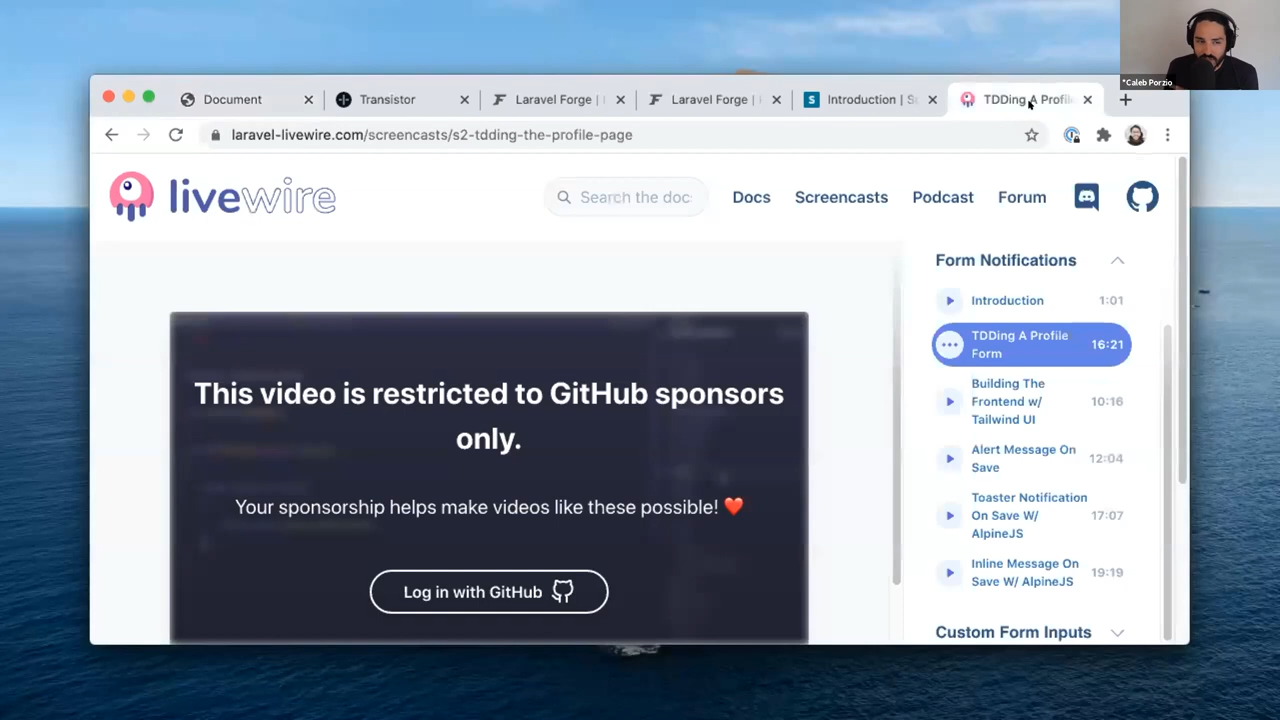 *Caleb Porzio
Document
Transistor
Laravel Forge |
Laravel Forge |
Introduction | S
TDDing A Profil
laravel-livewire.com/screencasts/s2-tdding-the-profile-page
livewire
Search the doc
Docs
Screencasts
Podcast
Forum
This video is restricted to GitHub sponsors
only.
Your sponsorship helps make videos like these possible! ❤️
Log in with GitHub
Form Notifications
Introduction 1:01
TDDing A Profile
Form 16:21
Building The
Frontend w/ 10:16
Tailwind UI
Alert Message On
Save 12:04
Toaster Notification
On Save W/ 17:07
AlpineJS
Inline Message On
Save W/ AlpineJS 19:19
Custom Form Inputs